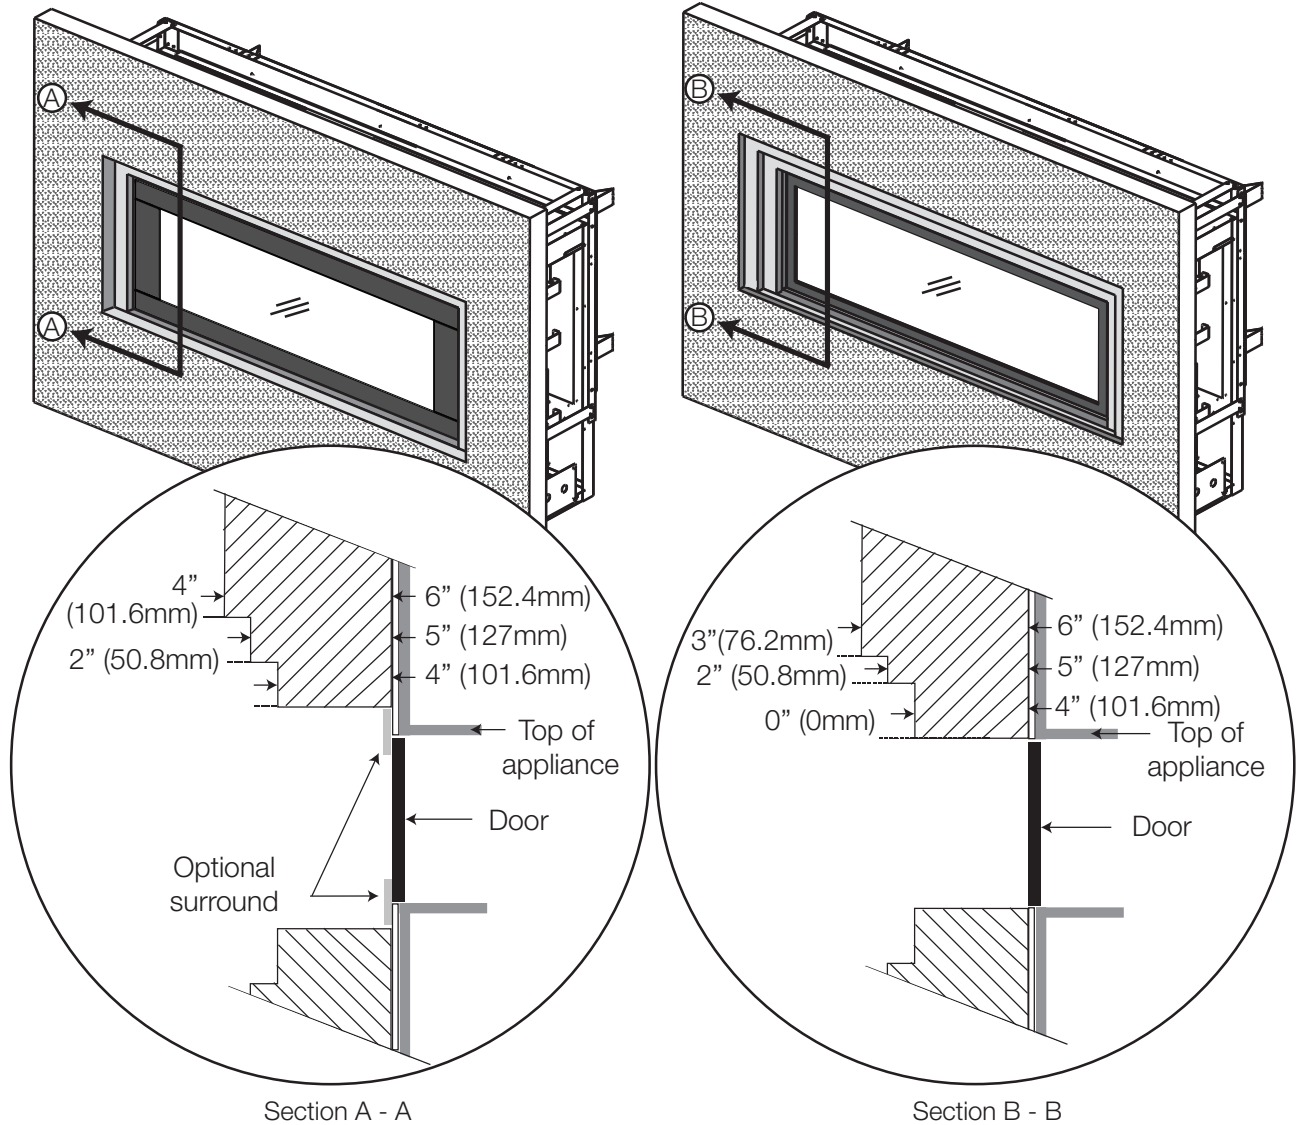 A
A
B
B
4”
(101.6mm)
2” (50.8mm)
6” (152.4mm)
5” (127mm)
4” (101.6mm)
Top of
appliance
Door
Optional
surround
Section A - A
3”(76.2mm)
2” (50.8mm)
0” (0mm)
6” (152.4mm)
5” (127mm)
4” (101.6mm)
Top of
appliance
Door
Section B - B